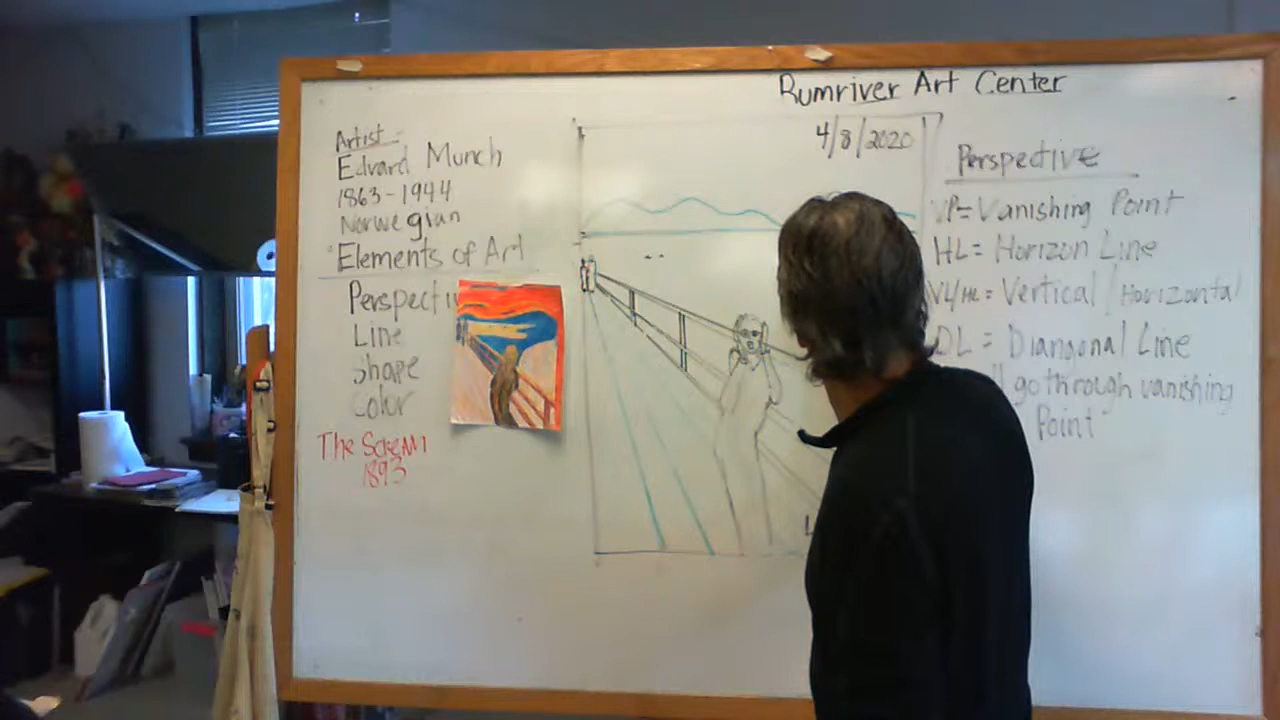 Rumriver Art Center
4/8/2020
Artist:
Edvard Munch
1863-1944
Norwegian
Elements of Art
Perspecti
Line
Shape
Color
The Scream
1893
Perspective
VP= Vanishing Point
HL= Horizon Line
VL/HL = Vertical / Horizontal
DL = Diangonal Line
go through vanishing
Point